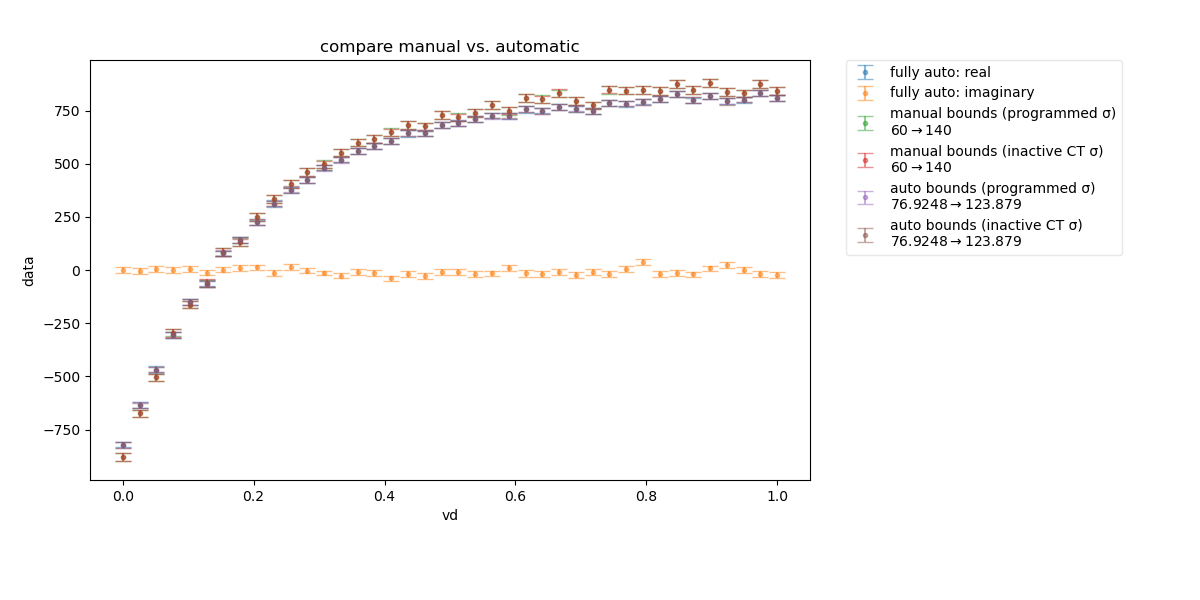 compare manual vs. automatic
data
750
500
250
0
−250
−500
−750
0.0
0.2
0.4
0.6
0.8
1.0
vd
fully auto: real
fully auto: imaginary
manual bounds (programmed σ)
60→140
manual bounds (inactive CT σ)
60→140
auto bounds (programmed σ)
76.9248→123.879
auto bounds (inactive CT σ)
76.9248→123.879